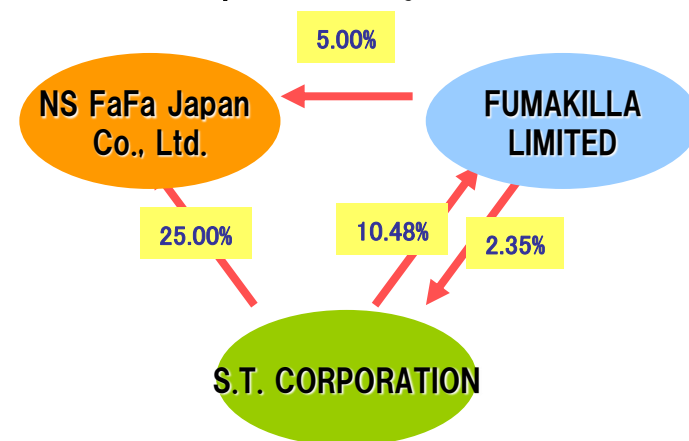 5.00%
NS FaFa Japan
Co., Ltd.
FUMAKILLA
LIMITED
25.00%
10.48%
2.35%
S.T. CORPORATION